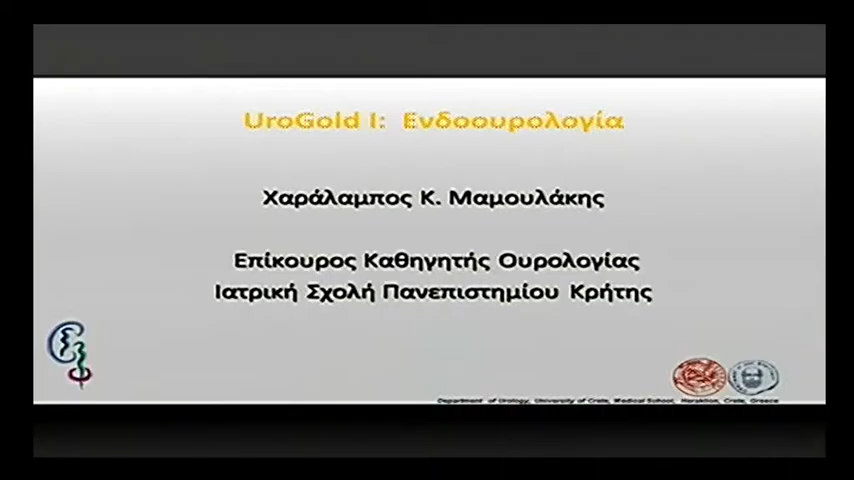 UroGold I: Ενδοουρολογία
Χαράλαμπος Κ. Μαμουλάκης
Επίκουρος Καθηγητής Ουρολογίας
Ιατρική Σχολή Πανεπιστημίου Κρήτης
Department of Urology, University of Crete, Medical School, Heraklion, Crete, Greece